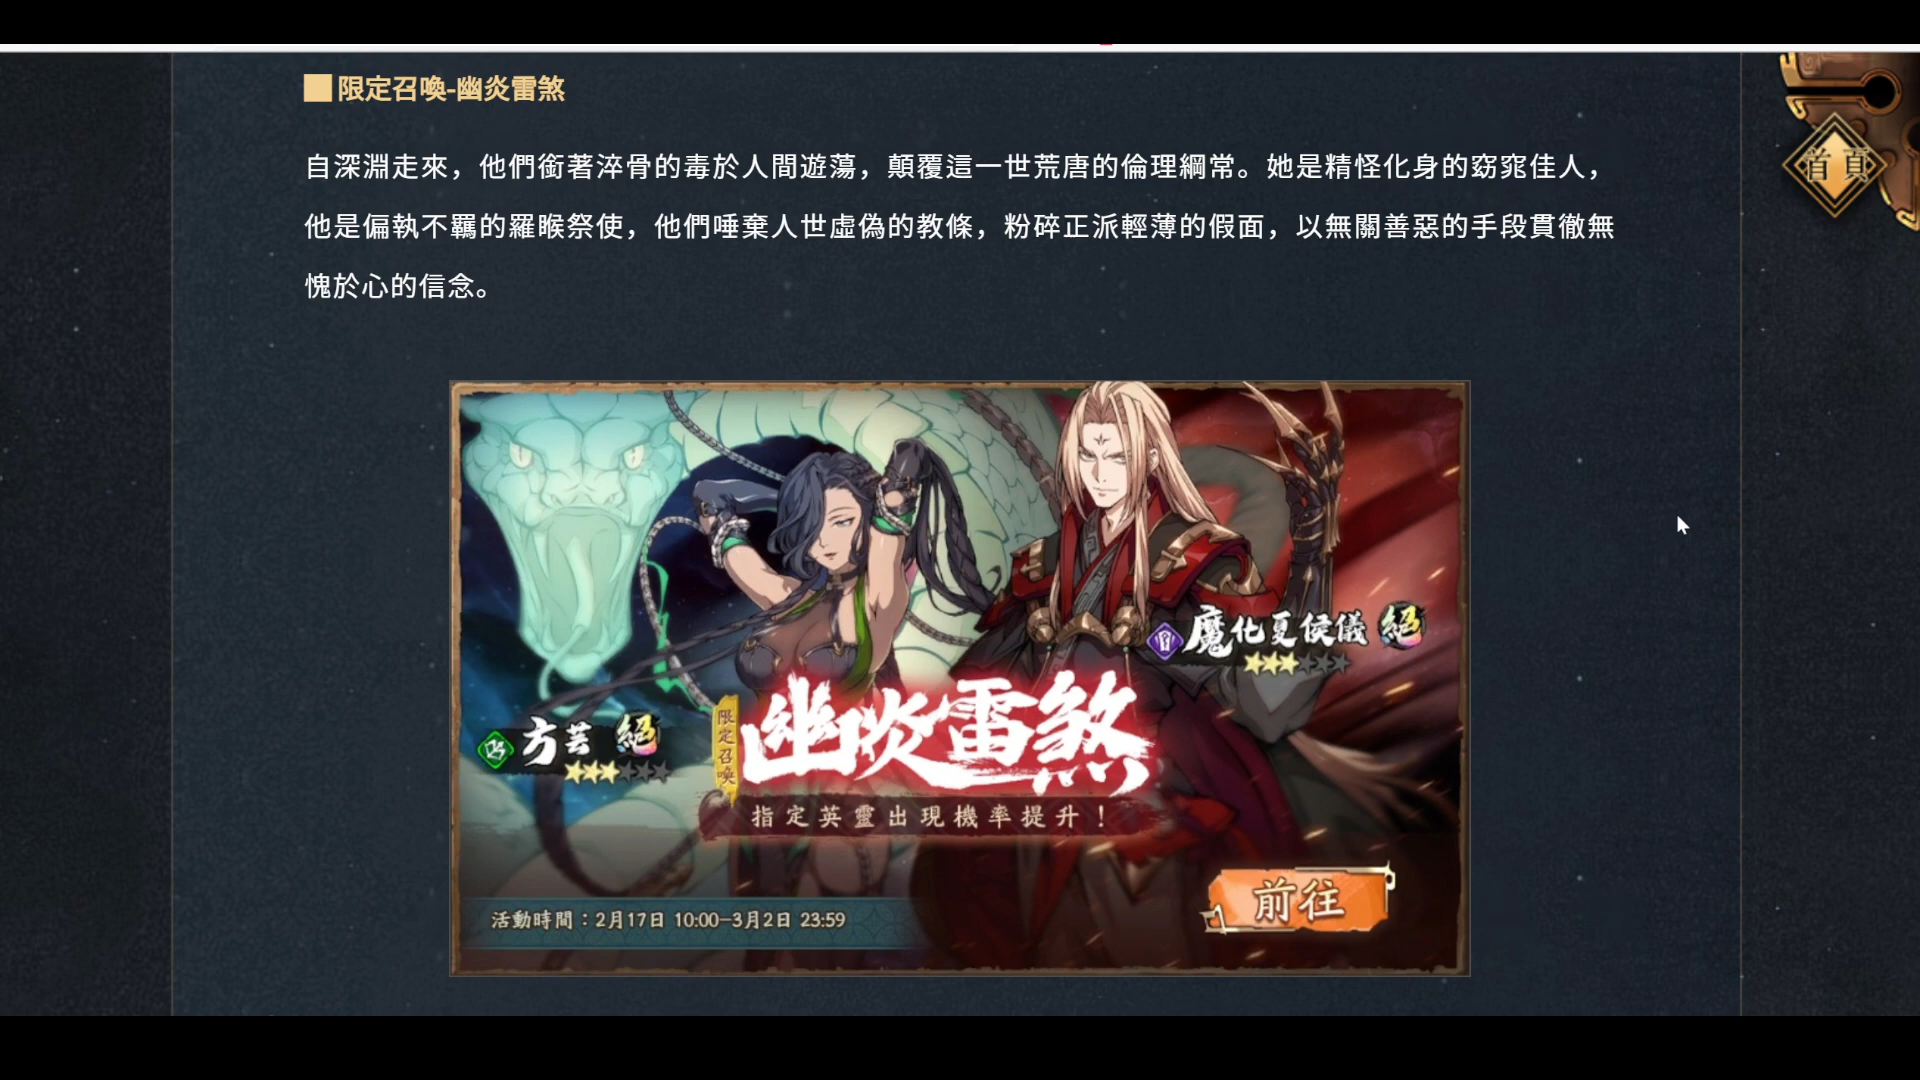 限定召喚-幽炎雷煞
首頁
自深淵走來，他們銜著淬骨的毒於人間遊蕩，顛覆這一世荒唐的倫理綱常。她是精怪化身的窈窕佳人，
他是偏執不羈的羅睺祭使，他們唾棄人世虛偽的教條，粉碎正派輕薄的假面，以無關善惡的手段貫徹無
愧於心的信念。
魔化夏侯儀 絕
方芸 絕
限定召喚
幽炎雷煞
指定英靈出現機率提升！
前往
活動時間：2月17日 10:00-3月2日 23:59